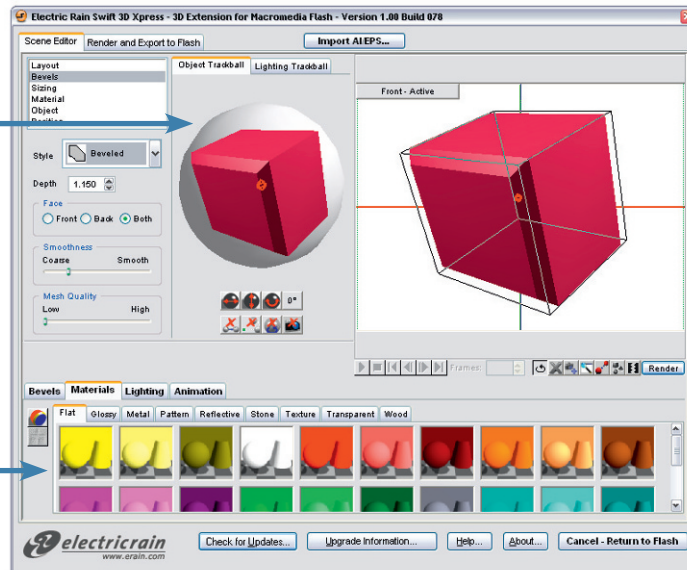 Electric Rain Swift 3D Xpress - 3D Extension for Macromedia Flash - Version 1.00 Build 078
Scene Editor
Render and Export to Flash
Import AI/EPS...
Layout
Bevels
Sizing
Material
Object
Object Trackball
Lighting Trackball
Front - Active
Style
Beveled
Depth
1.150
Face
Front
Back
Both
Smoothness
Coarse
Smooth
Mesh Quality
Low
High
0°
Frames:
Render
Bevels
Materials
Lighting
Animation
Flat
Glossy
Metal
Pattern
Reflective
Stone
Texture
Transparent
Wood
electricrain
www.erain.com
Check for Updates...
Upgrade Information...
Help...
About...
Cancel - Return to Flash